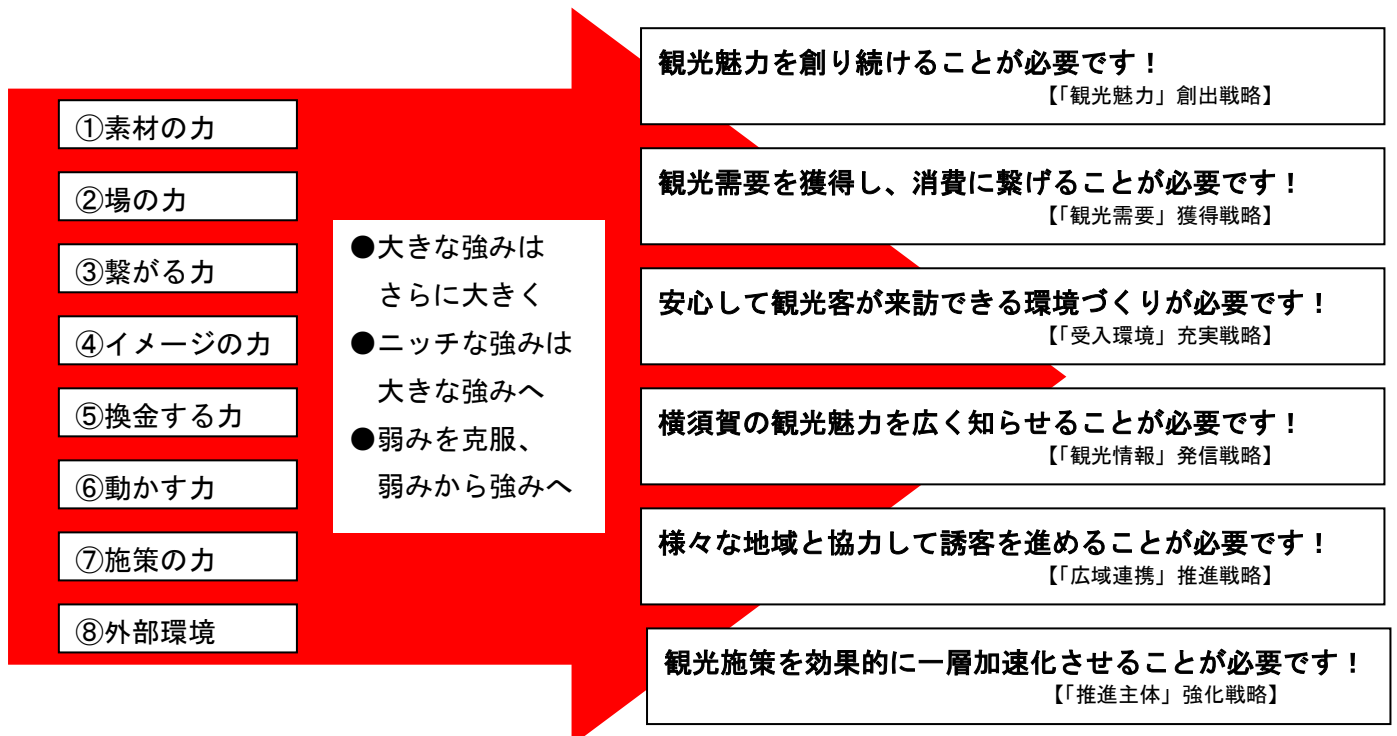 ①素材の力
②場の力
③繋がる力
④イメージの力
⑤換金する力
⑥動かす力
⑦施策の力
⑧外部環境
●大きな強みは
さらに大きく
●ニッチな強みは
大きな強みへ
●弱みを克服、
弱みから強みへ
観光魅力を創り続けることが必要です！
【「観光魅力」創出戦略】
観光需要を獲得し、消費に繋げることが必要です！
【「観光需要」獲得戦略】
安心して観光客が来訪できる環境づくりが必要です！
【「受入環境」充実戦略】
横須賀の観光魅力を広く知らせることが必要です！
【「観光情報」発信戦略】
様々な地域と協力して誘客を進めることが必要です！
【「広域連携」推進戦略】
観光施策を効果的に一層加速化させることが必要です！
【「推進主体」強化戦略】